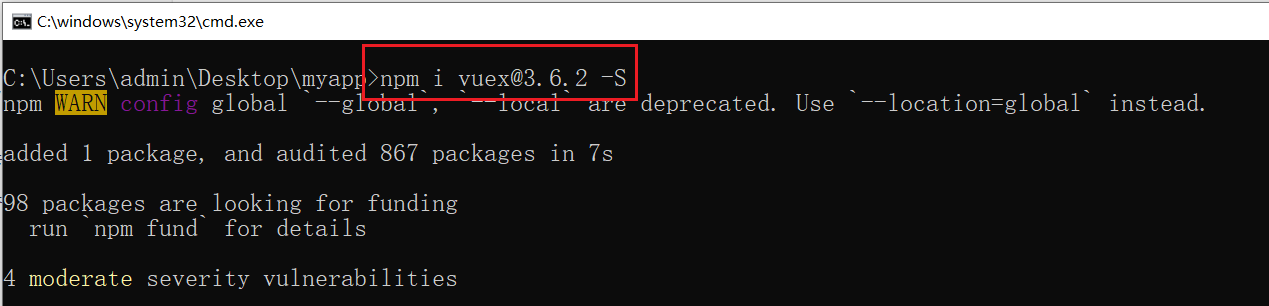 C:\windows\system32\cmd.exe
C:\Users\admin\Desktop\myapp>npm i vuex@3.6.2 -S
npm WARN config global `--global`, `--local` are deprecated. Use `--location=global` instead.
added 1 package, and audited 867 packages in 7s
98 packages are looking for funding
run `npm fund` for details
4 moderate severity vulnerabilities